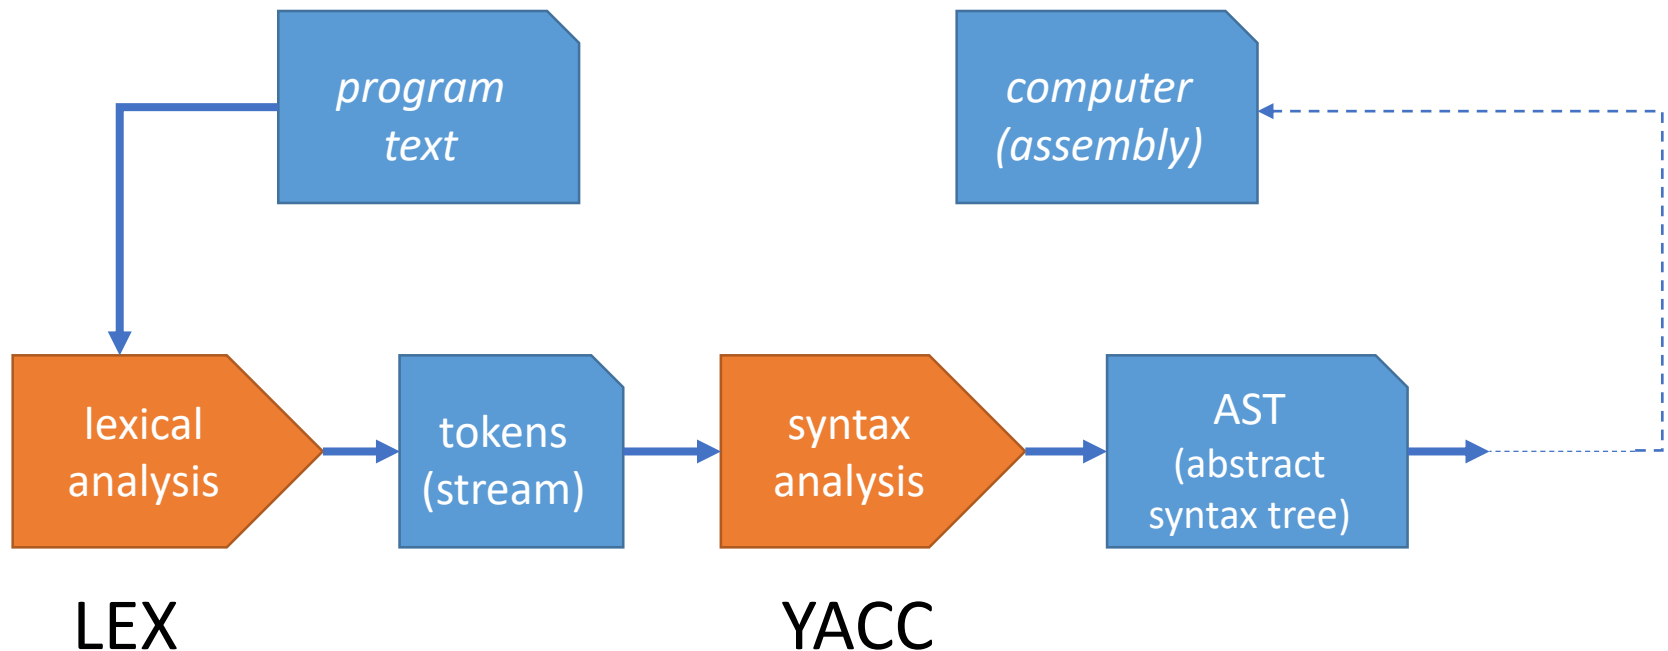 program
text
computer
(assembly)
lexical
analysis
tokens
(stream)
syntax
analysis
AST
(abstract
syntax tree)
LEX
YACC